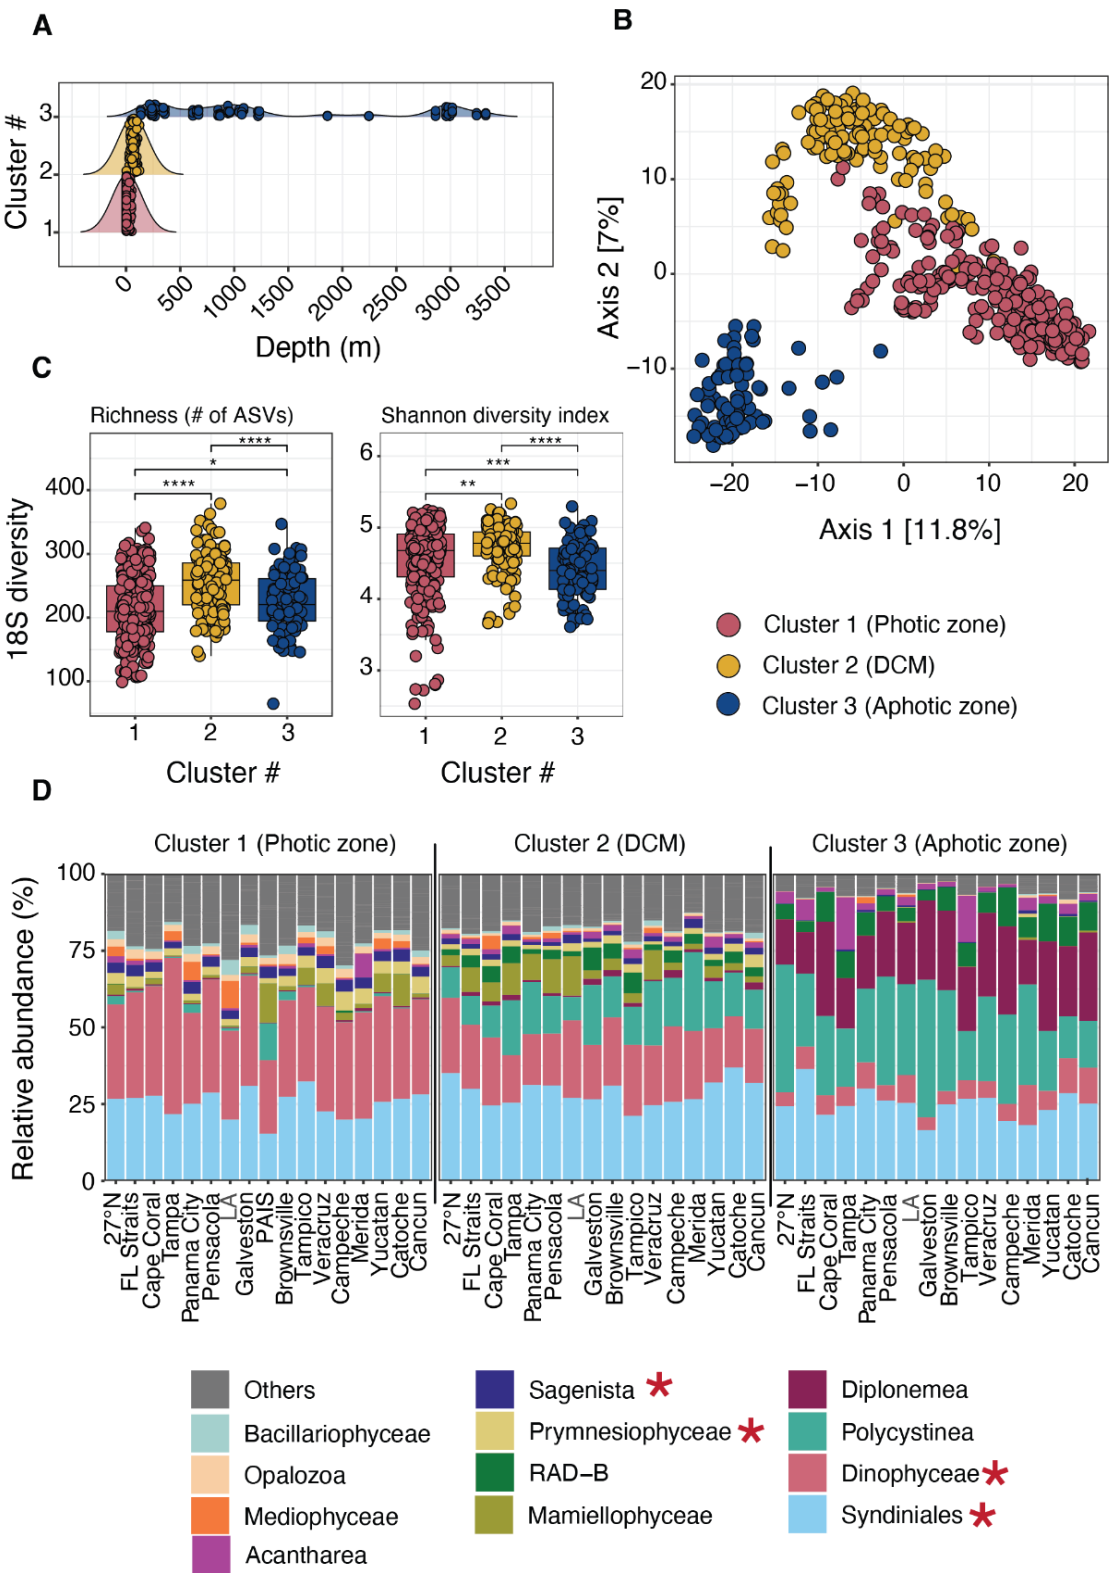 A
Cluster #
3
2
1
0
500
1000
1500
2000
2500
3000
3500
Depth (m)
B
Axis 2 [7%]
20
10
0
−10
−20
−10
0
10
20
Axis 1 [11.8%]
Cluster 1 (Photic zone)
Cluster 2 (DCM)
Cluster 3 (Aphotic zone)
C
18S diversity
Richness (# of ASVs)
****
*
****
400
300
200
100
1
2
3
Cluster #
Shannon diversity index
****
***
**
6
5
4
3
1
2
3
Cluster #
D
Relative abundance (%)
Cluster 1 (Photic zone)
Cluster 2 (DCM)
Cluster 3 (Aphotic zone)
100
75
50
25
0
27°N
FL Straits
Cape Coral
Tampa
Panama City
Pensacola
LA
Galveston
PAIS
Brownsville
Tampico
Veracruz
Campeche
Merida
Yucatan
Catoche
Cancun
27°N
FL Straits
Cape Coral
Tampa
Panama City
Pensacola
LA
Galveston
Brownsville
Tampico
Veracruz
Campeche
Merida
Yucatan
Catoche
Cancun
27°N
FL Straits
Cape Coral
Tampa
Panama City
Pensacola
LA
Galveston
Brownsville
Tampico
Veracruz
Campeche
Merida
Yucatan
Catoche
Cancun
Others
Bacillariophyceae
Opalozoa
Mediophyceae
Acantharea
Sagenista *
Prymnesiophyceae *
RAD−B
Mamiellophyceae
Diplonemea
Polycystinea
Dinophyceae *
Syndiniales *